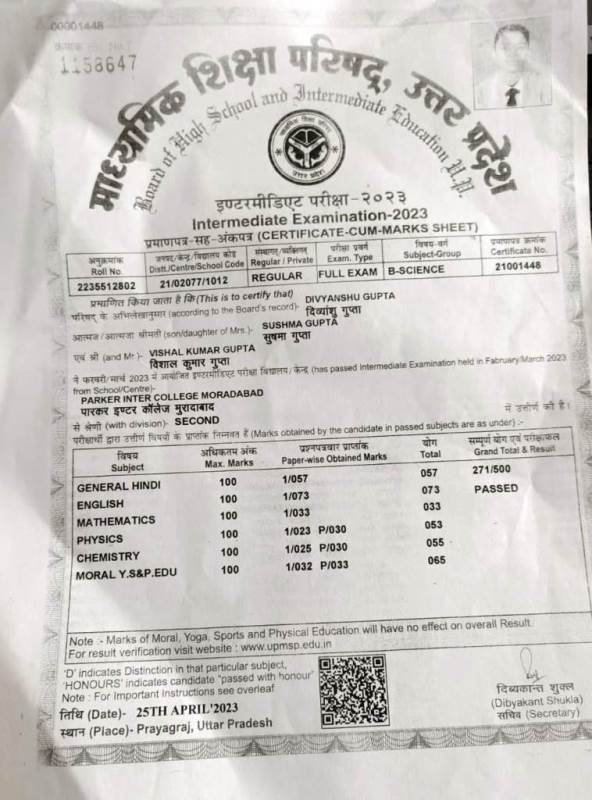 00001448
क्रमांक
1158647
माध्यमिक शिक्षा परिषद्, उत्तर प्रदेश
Board of High School and Intermediate Education U.P.
इण्टरमीडिएट परीक्षा-२०२३
Intermediate Examination-2023
प्रमाणपत्र-सह-अंकपत्र (CERTIFICATE-CUM-MARKS SHEET)
अनुक्रमांक जनपद/केन्द्र/विद्यालय कोड संस्थागत/व्यक्तिगत परीक्षा प्रवर्ग विषय-वर्ग प्रमाणपत्र क्रमांक
Roll No. Distt./Centre/School Code Regular / Private Exam. Type Subject-Group Certificate No.
2235512802 21/02077/1012 REGULAR FULL EXAM B-SCIENCE 21001448
प्रमाणित किया जाता है कि(This is to certify that) DIVYANSHU GUPTA
परिषद् के अभिलेखानुसार (according to the Board's record)- दिव्यांशु गुप्ता
SUSHMA GUPTA
आत्मज/आत्मजा श्रीमती (son/daughter of Mrs.)- सुषमा गुप्ता
VISHAL KUMAR GUPTA
एवं श्री (and Mr.)- विशाल कुमार गुप्ता
ने फरवरी/मार्च 2023 में आयोजित इण्टरमीडिएट परीक्षा विद्यालय/केन्द्र (has passed Intermediate Examination held in Fabruary/March 2023
from School/Centre)-
PARKER INTER COLLEGE MORADABAD
पारकर इण्टर कॉलेज मुरादाबाद
में उत्तीर्ण की है।
से श्रेणी (with division)- SECOND
परीक्षार्थी द्वारा उत्तीर्ण विषयों के प्राप्तांक निम्नवत हैं (Marks obtained by the candidate in passed subjects are as under) :-
विषय अधिकतम अंक प्रश्नपत्रवार प्राप्तांक योग सम्पूर्ण योग एवं परीक्षाफल
Subject Max. Marks Paper-wise Obtained Marks Total Grand Total & Result
GENERAL HINDI 100 1/057 057 271/500
ENGLISH 100 1/073 073 PASSED
MATHEMATICS 100 1/033 033
PHYSICS 100 1/023 P/030 053
CHEMISTRY 100 1/025 P/030 055
MORAL Y.S&P.EDU 100 1/032 P/033 065
Note :- Marks of Moral, Yoga, Sports and Physical Education will have no effect on overall Result.
For result verification visit website : www.upmsp.edu.in
'D' indicates Distinction in that particular subject,
'HONOURS' indicates candidate "passed with honour"
Note : For Important Instructions see overleaf
तिथि (Date)- 25TH APRIL'2023
स्थान (Place)- Prayagraj, Uttar Pradesh
दिब्यकान्त शुक्ल
(Dibyakant Shukla)
सचिव (Secretary)